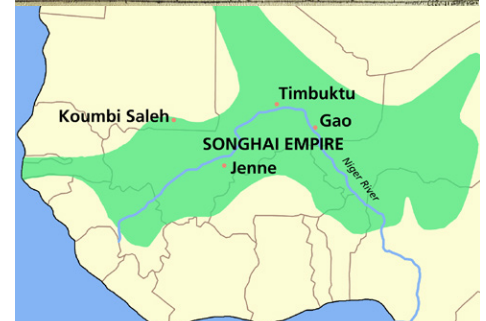 Timbuktu
Koumbi Saleh
Gao
SONGHAI EMPIRE
Jenne
Niger River